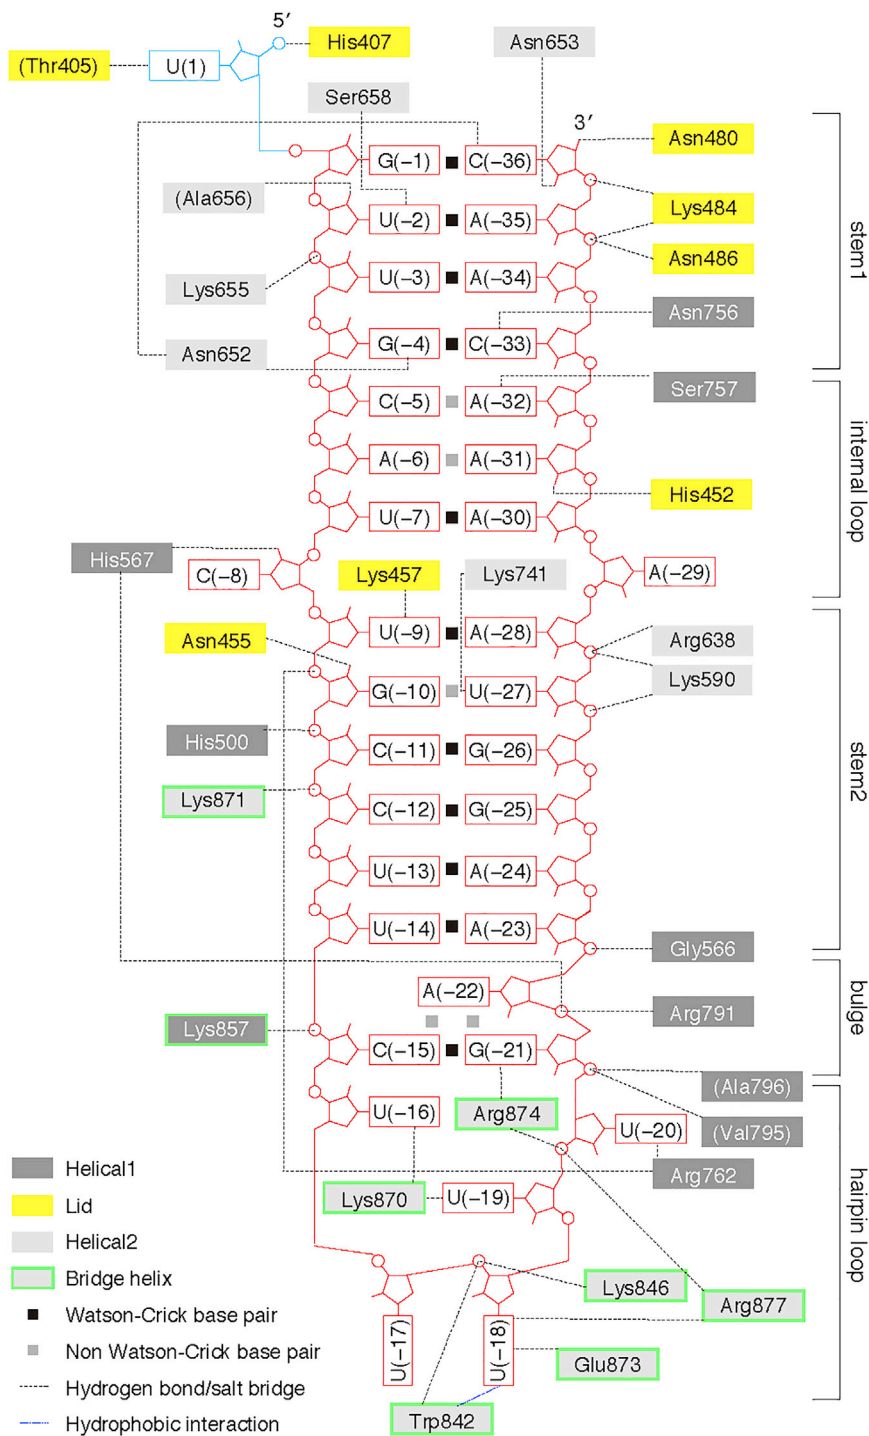 5′
(Thr405) U(1) His407 Asn653
Ser658
3′
Asn480
G(−1) C(−36)
(Ala656)
U(−2) A(−35) Lys484
Asn486
Lys655 U(−3) A(−34)
Asn756
Asn652 G(−4) C(−33)
stem1
Ser757
C(−5) A(−32)
A(−6) A(−31)
His452
U(−7) A(−30)
internal loop
His567 Lys457 Lys741
C(−8) A(−29)
Asn455 U(−9) A(−28) Arg638
Lys590
G(−10) U(−27)
His500 C(−11) G(−26)
Lys871 C(−12) G(−25)
stem2
U(−13) A(−24)
U(−14) A(−23) Gly566
A(−22)
Arg791
Lys857 C(−15) G(−21)
bulge
(Ala796)
U(−16) Arg874 U(−20) (Val795)
Arg762
Lys870 U(−19)
hairpin loop
Lys846
Arg877
U(−17) U(−18)
Glu873
Trp842
Helical1
Lid
Helical2
Bridge helix
Watson-Crick base pair
Non Watson-Crick base pair
Hydrogen bond/salt bridge
Hydrophobic interaction